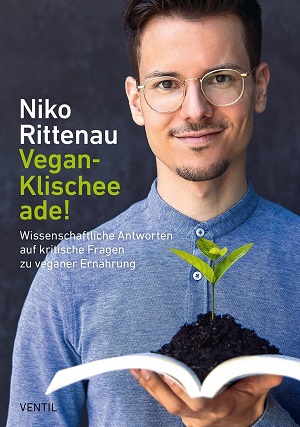 Niko
Rittenau
Vegan-
Klischee
ade!
Wissenschaftliche Antworten
auf kritische Fragen
zu veganer Ernährung
VENTIL